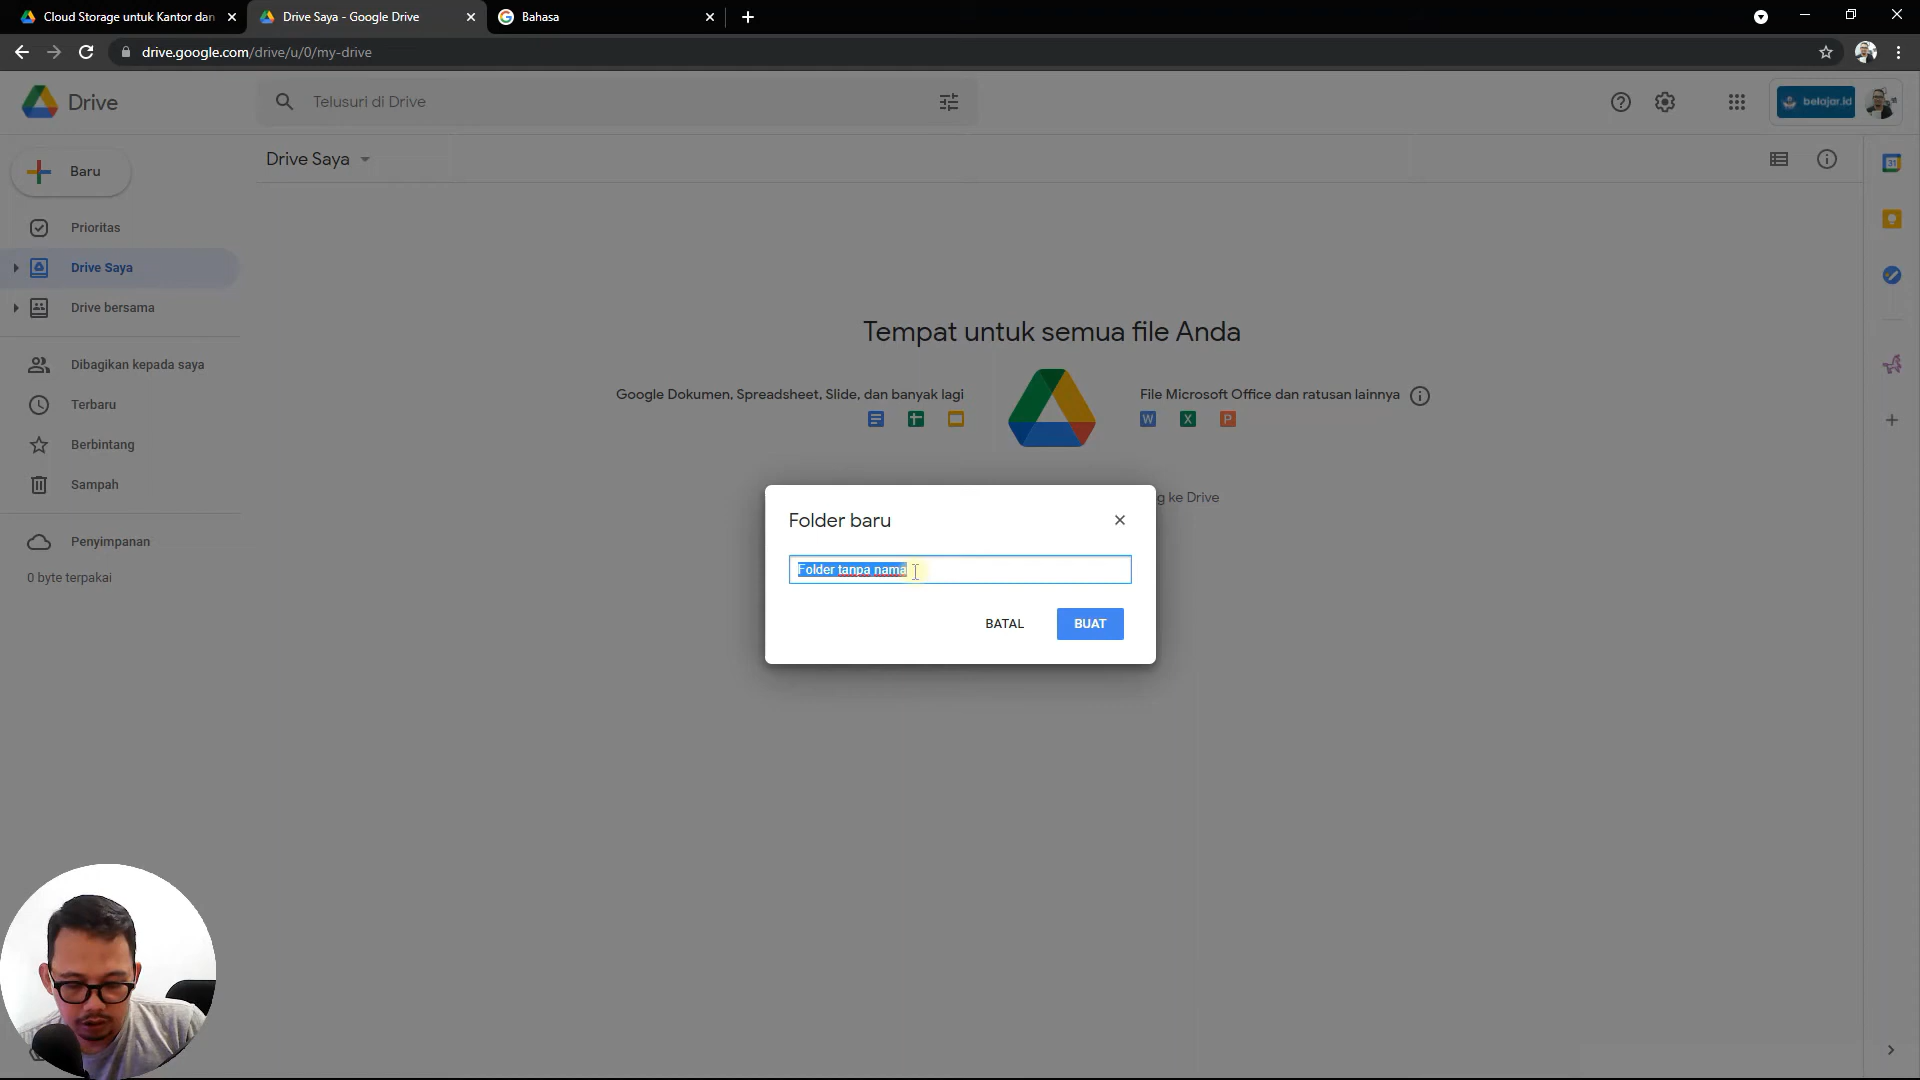 Cloud Storage untuk Kantor dan
Drive Saya - Google Drive
Bahasa
drive.google.com/drive/u/0/my-drive
Drive
Telusuri di Drive
belajar.id
Baru
Drive Saya
Prioritas
Drive Saya
Drive bersama
Dibagikan kepada saya
Terbaru
Berbintang
Sampah
Penyimpanan
0 byte terpakai
Tempat untuk semua file Anda
Google Dokumen, Spreadsheet, Slide, dan banyak lagi
File Microsoft Office dan ratusan lainnya
W X P
31
g ke Drive
Folder baru
Folder tanpa nama
BATAL
BUAT